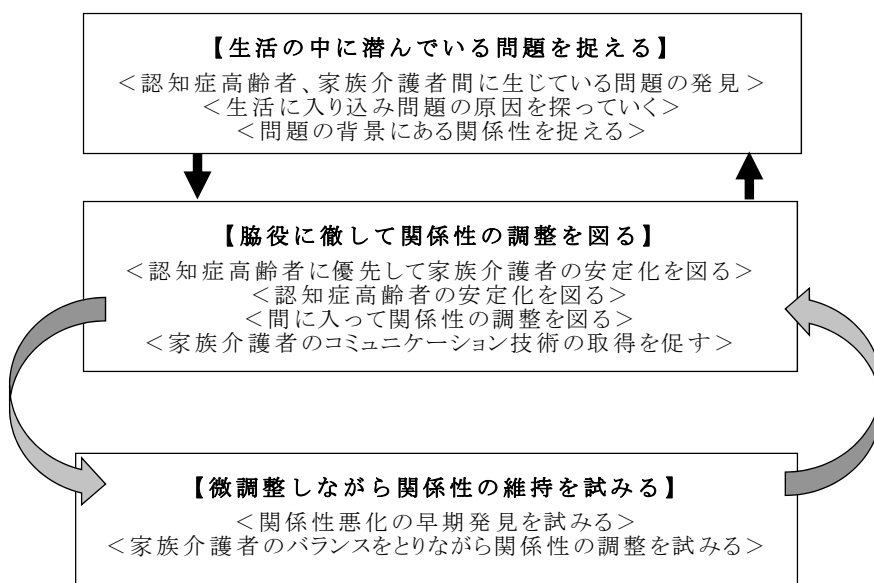 【生活の中に潜んでいる問題を捉える】
＜認知症高齢者、家族介護者間に生じている問題の発見＞
＜生活に入り込み問題の原因を探っていく＞
＜問題の背景にある関係性を捉える＞
【脇役に徹して関係性の調整を図る】
＜認知症高齢者に優先して家族介護者の安定化を図る＞
＜認知症高齢者の安定化を図る＞
＜間に入って関係性の調整を図る＞
＜家族介護者のコミュニケーション技術の取得を促す＞
【微調整しながら関係性の維持を試みる】
＜関係性悪化の早期発見を試みる＞
＜家族介護者のバランスをとりながら関係性の調整を試みる＞